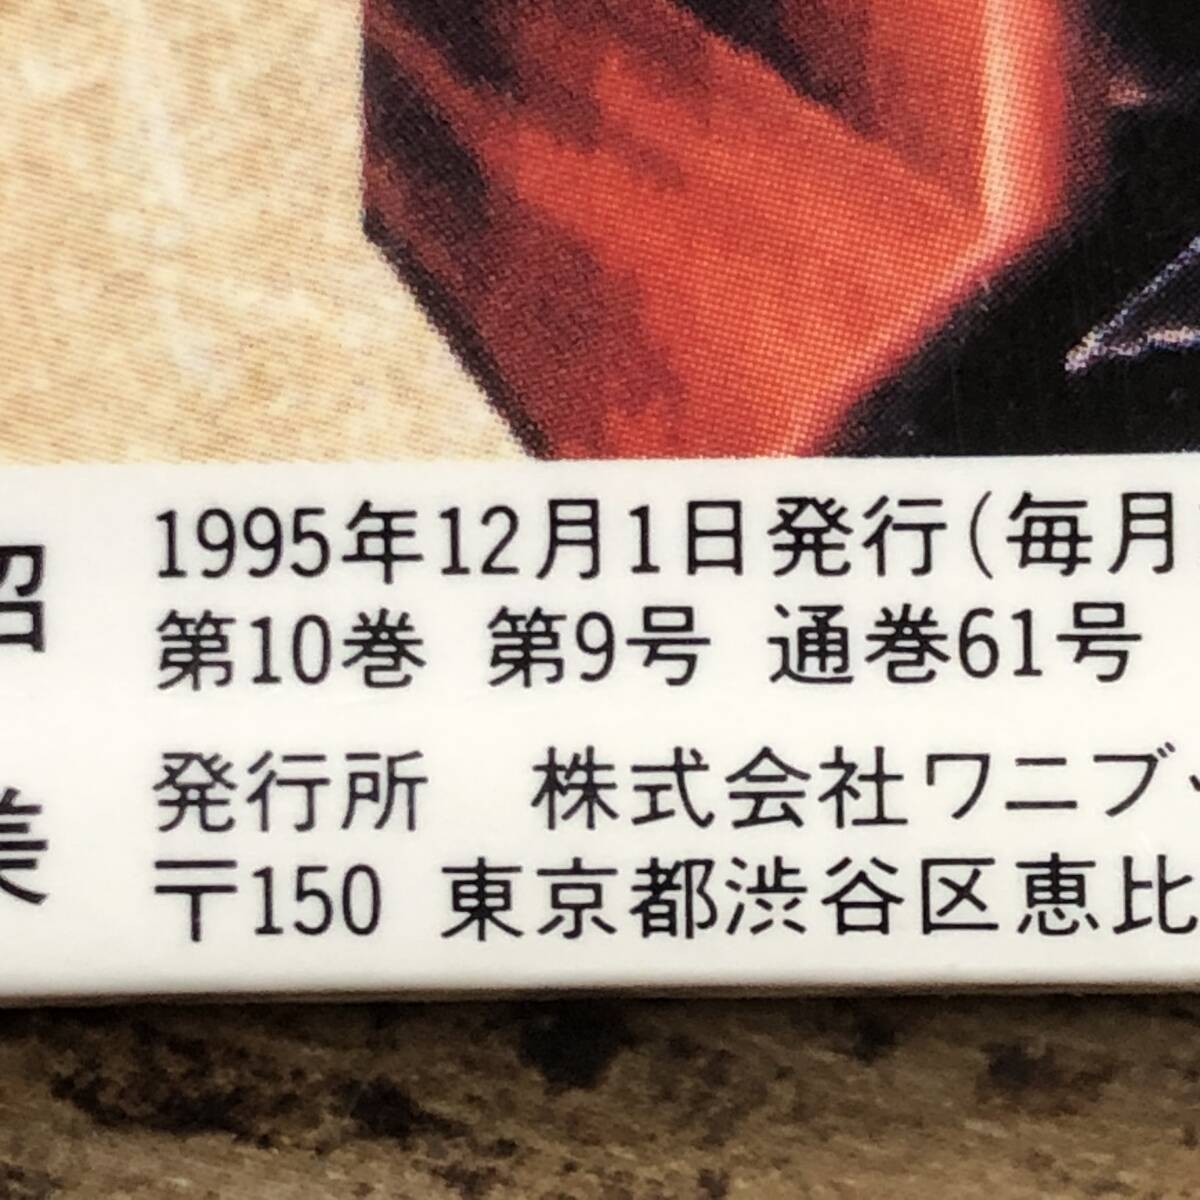 1995年12月1日発行(毎月
第10巻 第9号 通巻61号
発行所 株式会社ワニブッ
〒150 東京都渋谷区恵比
美